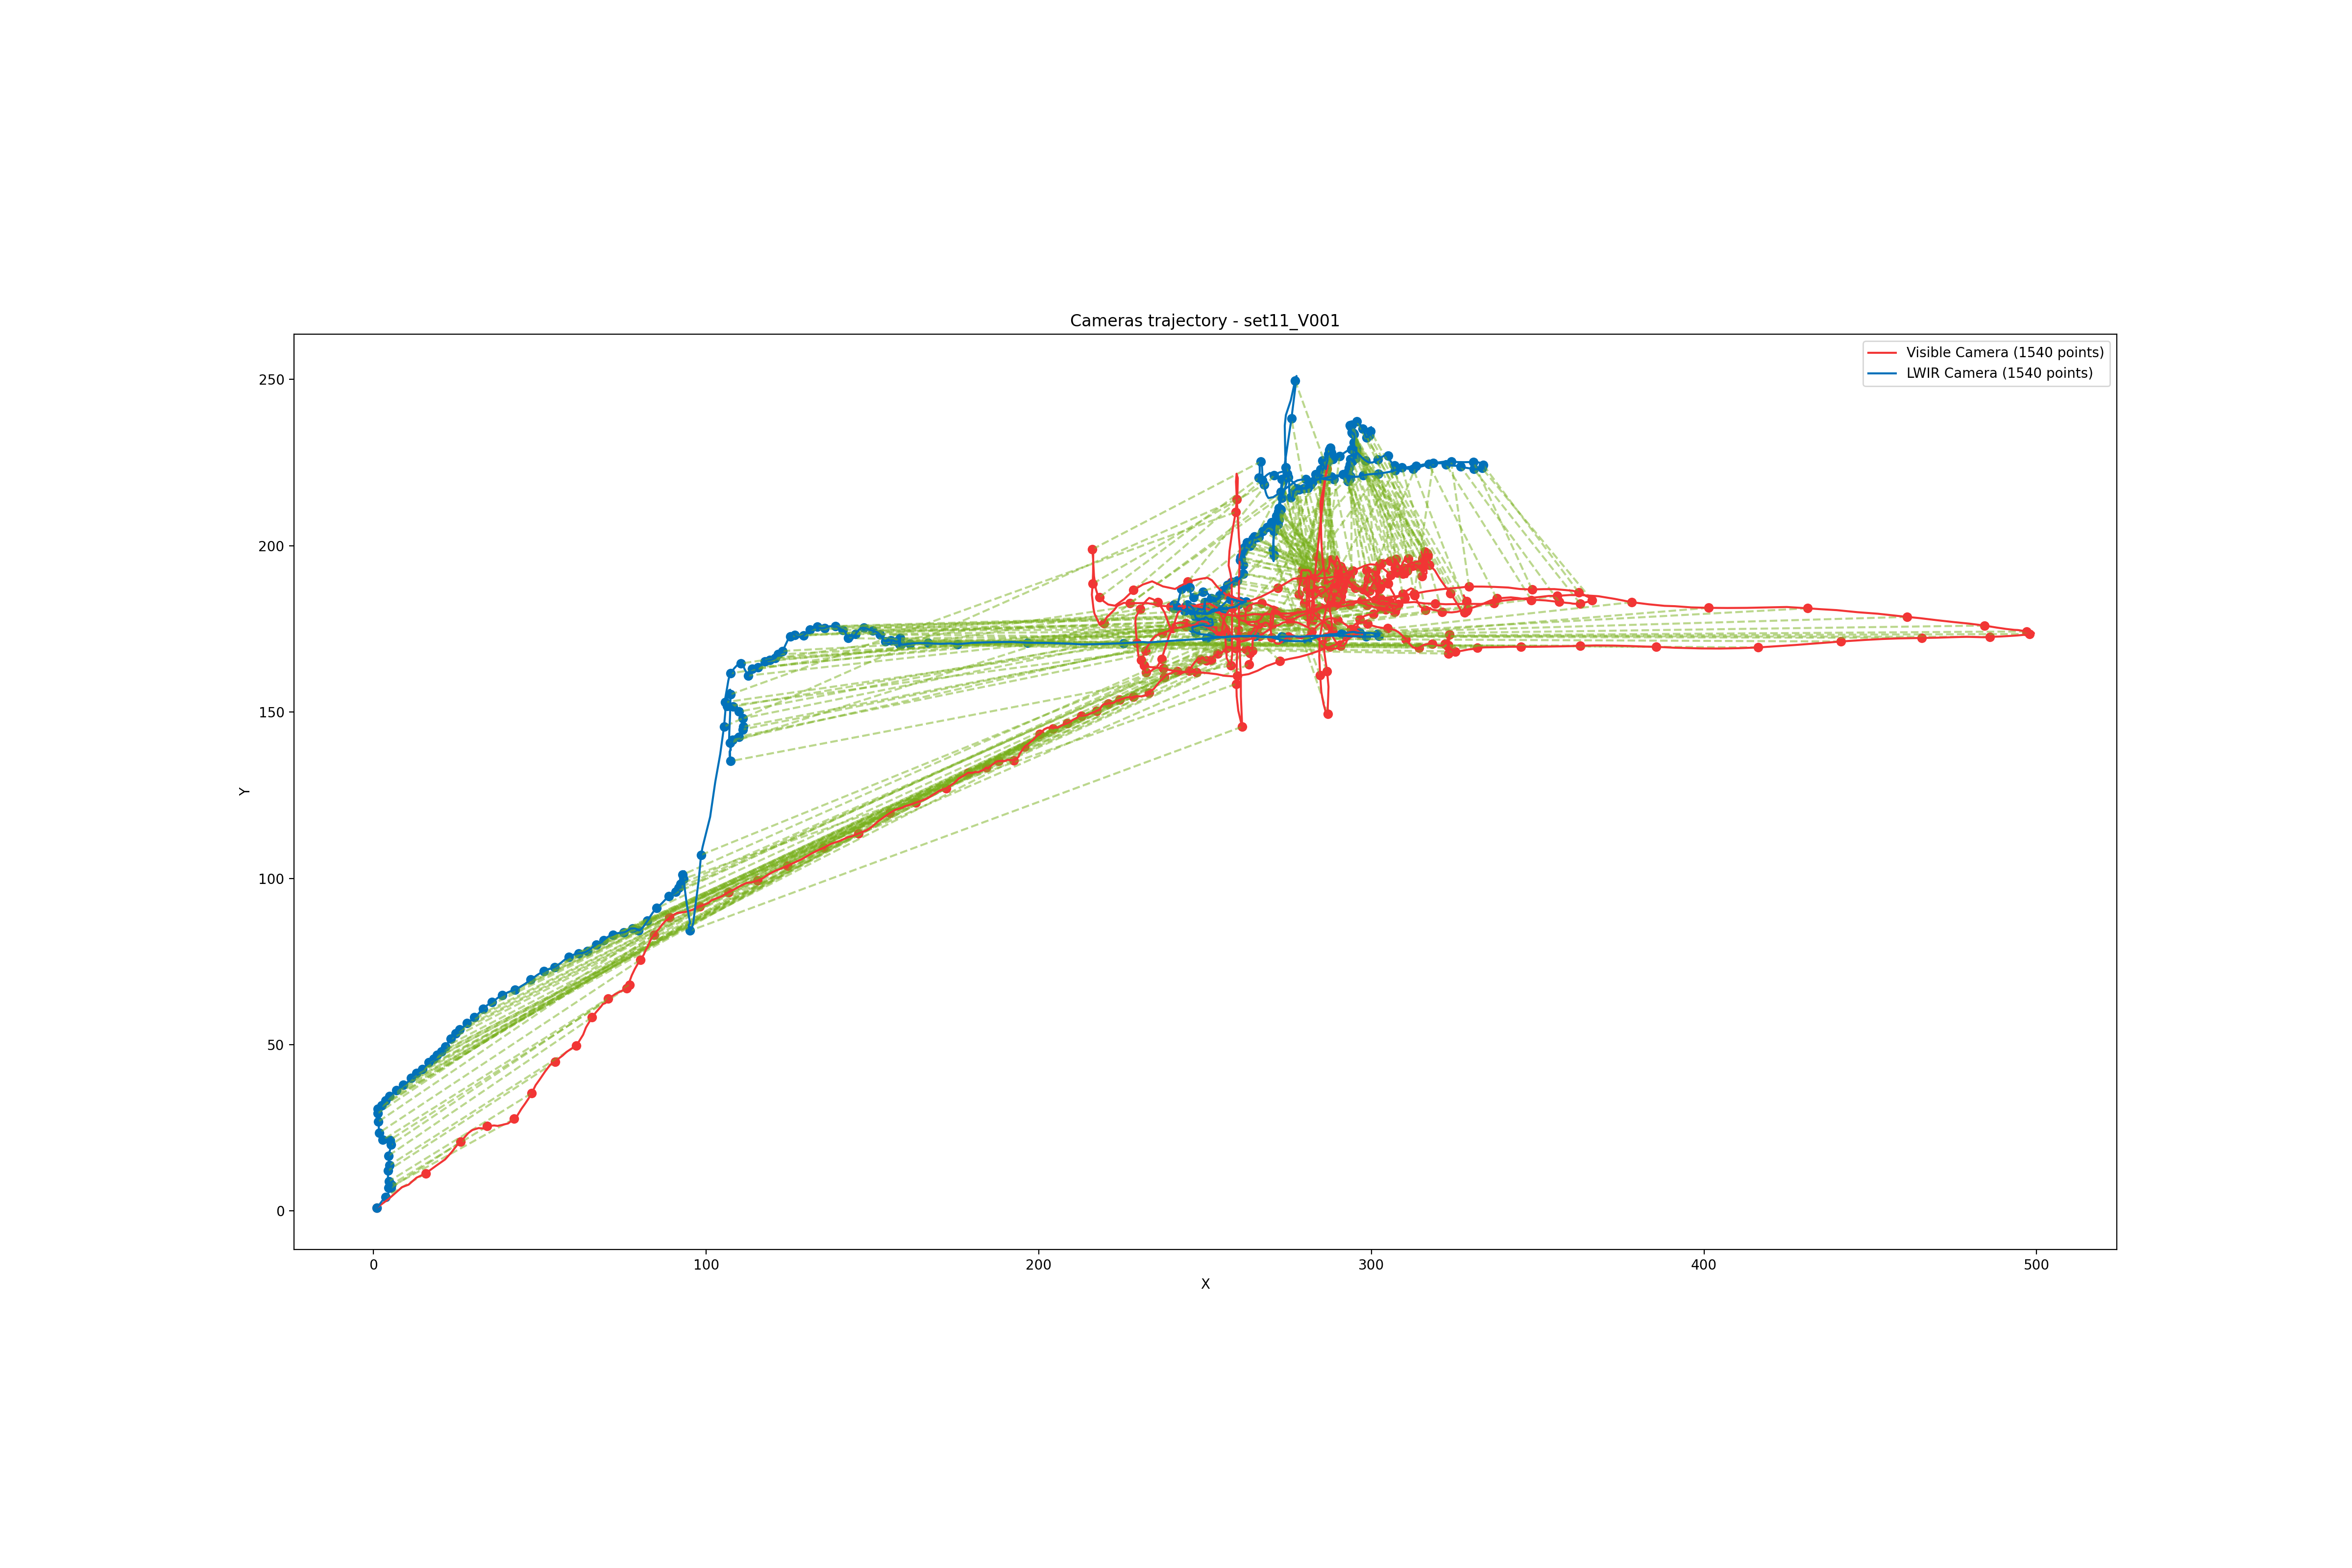 Cameras trajectory - set11_V001
Visible Camera (1540 points)
LWIR Camera (1540 points)
250
200
150
100
50
0
Y
0 100 200 300 400 500
X